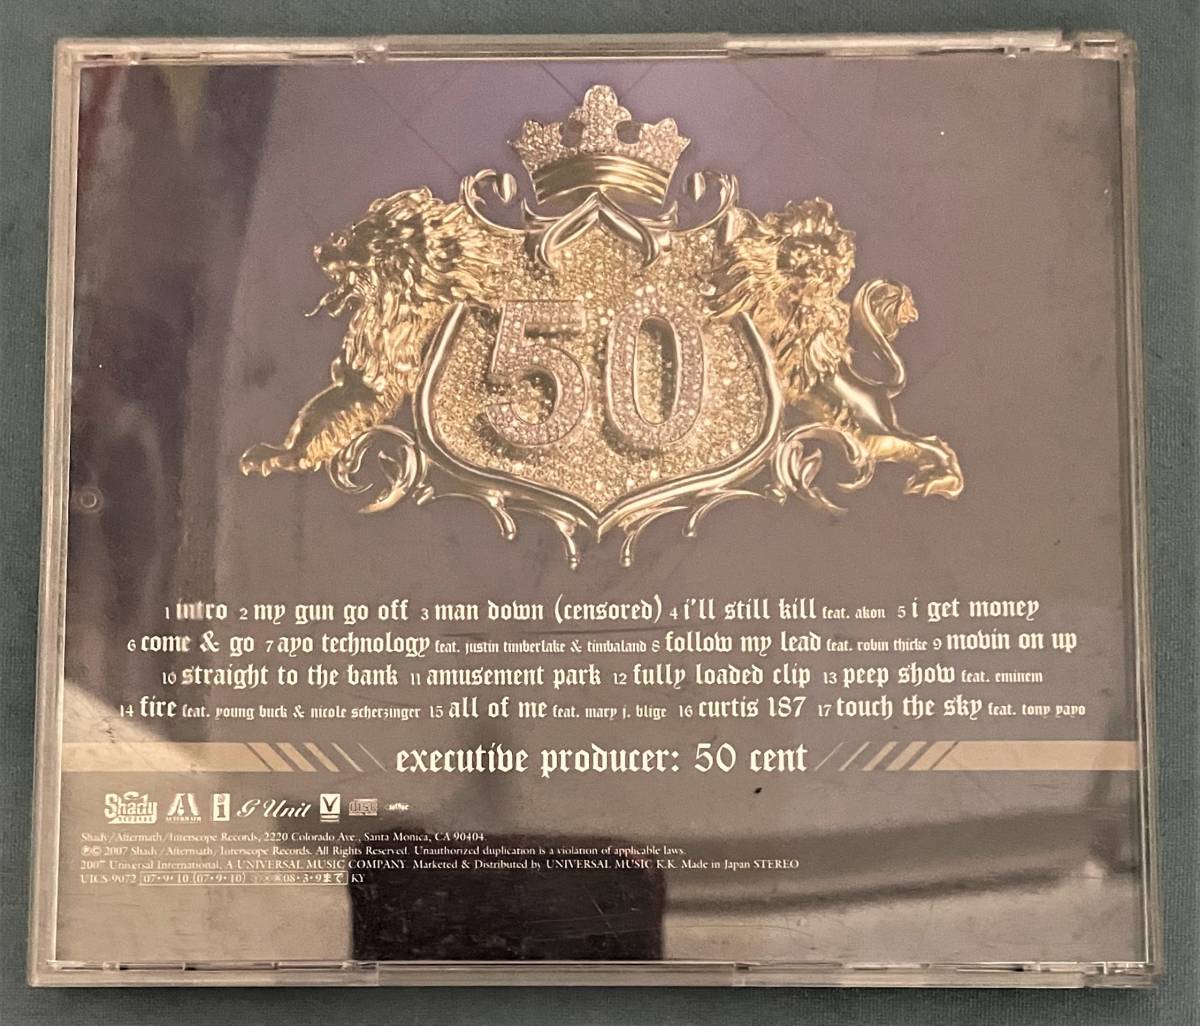 50
1 intro 2 my gun go off 3 man down (censored) 4 i'll still kill feat. akon 5 i get money
6 come & go 7 ayo technology feat. justin timberlake & timbaland 8 follow my lead feat. robin thicke 9 movin on up
10 straight to the bank 11 amusement park 12 fully loaded clip 13 peep show feat. eminem
14 fire feat. young buck & nicole scherzinger 15 all of me feat. mary j. blige 16 curtis 187 17 touch the sky feat. tony yayo
executive producer: 50 cent
Shady RECORDS AFTERMATH i G Unit V disc
Shady/Aftermath/Interscope Records, 2220 Colorado Ave., Santa Monica, CA 90404.
℗© 2007 Shady/Aftermath/Interscope Records. All Rights Reserved. Unauthorized duplication is a violation of applicable laws.
2007 Universal International, A UNIVERSAL MUSIC COMPANY. Marketed & Distributed by UNIVERSAL MUSIC K.K. Made in Japan STEREO
UICS-9072 07・9・10 (07・9・10) 08・3・9まで KY